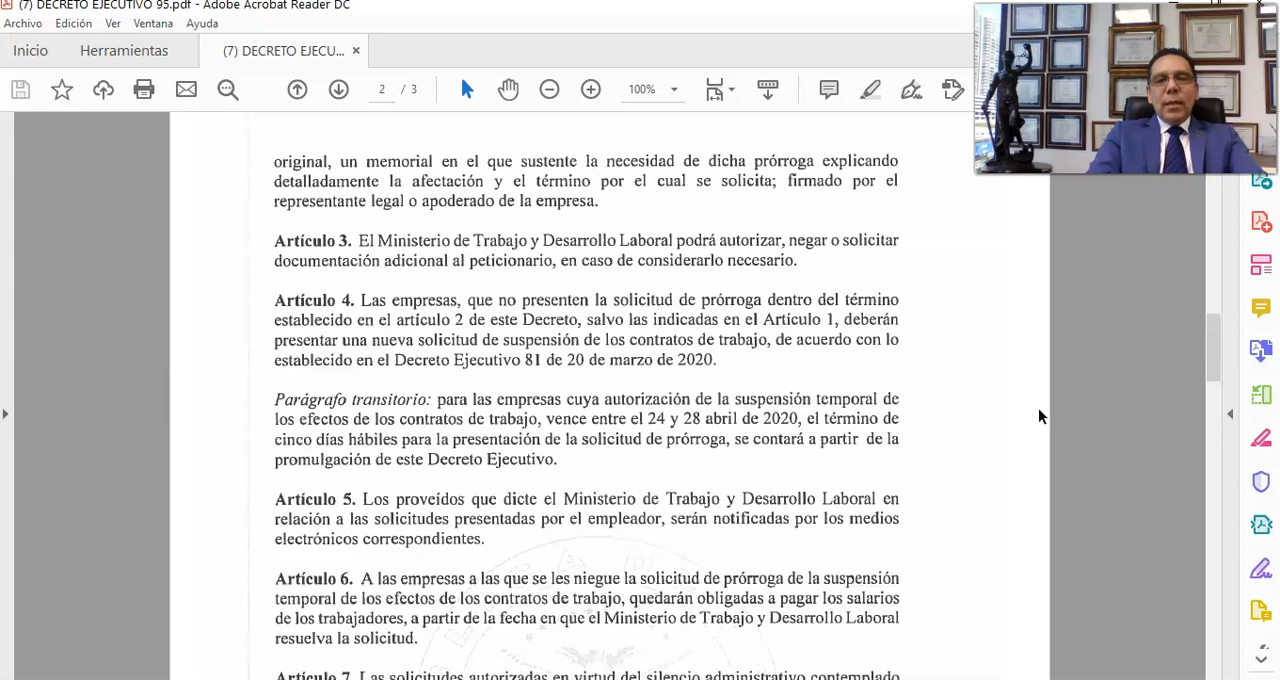 (7) DECRETO EJECUTIVO 95.pdf - Adobe Acrobat Reader DC
Archivo Edición Ver Ventana Ayuda
Inicio Herramientas (7) DECRETO EJECU... ×
2 / 3 100%
original, un memorial en el que sustente la necesidad de dicha prórroga explicando
detalladamente la afectación y el término por el cual se solicita; firmado por el
representante legal o apoderado de la empresa.
Artículo 3. El Ministerio de Trabajo y Desarrollo Laboral podrá autorizar, negar o solicitar
documentación adicional al peticionario, en caso de considerarlo necesario.
Artículo 4. Las empresas, que no presenten la solicitud de prórroga dentro del término
establecido en el artículo 2 de este Decreto, salvo las indicadas en el Artículo 1, deberán
presentar una nueva solicitud de suspensión de los contratos de trabajo, de acuerdo con lo
establecido en el Decreto Ejecutivo 81 de 20 de marzo de 2020.
Parágrafo transitorio: para las empresas cuya autorización de la suspensión temporal de
los efectos de los contratos de trabajo, vence entre el 24 y 28 abril de 2020, el término de
cinco días hábiles para la presentación de la solicitud de prórroga, se contará a partir de la
promulgación de este Decreto Ejecutivo.
Artículo 5. Los proveídos que dicte el Ministerio de Trabajo y Desarrollo Laboral en
relación a las solicitudes presentadas por el empleador, serán notificadas por los medios
electrónicos correspondientes.
Artículo 6. A las empresas a las que se les niegue la solicitud de prórroga de la suspensión
temporal de los efectos de los contratos de trabajo, quedarán obligadas a pagar los salarios
de los trabajadores, a partir de la fecha en que el Ministerio de Trabajo y Desarrollo Laboral
resuelva la solicitud.
Artículo 7. Las solicitudes autorizadas en virtud del silencio administrativo contemplado